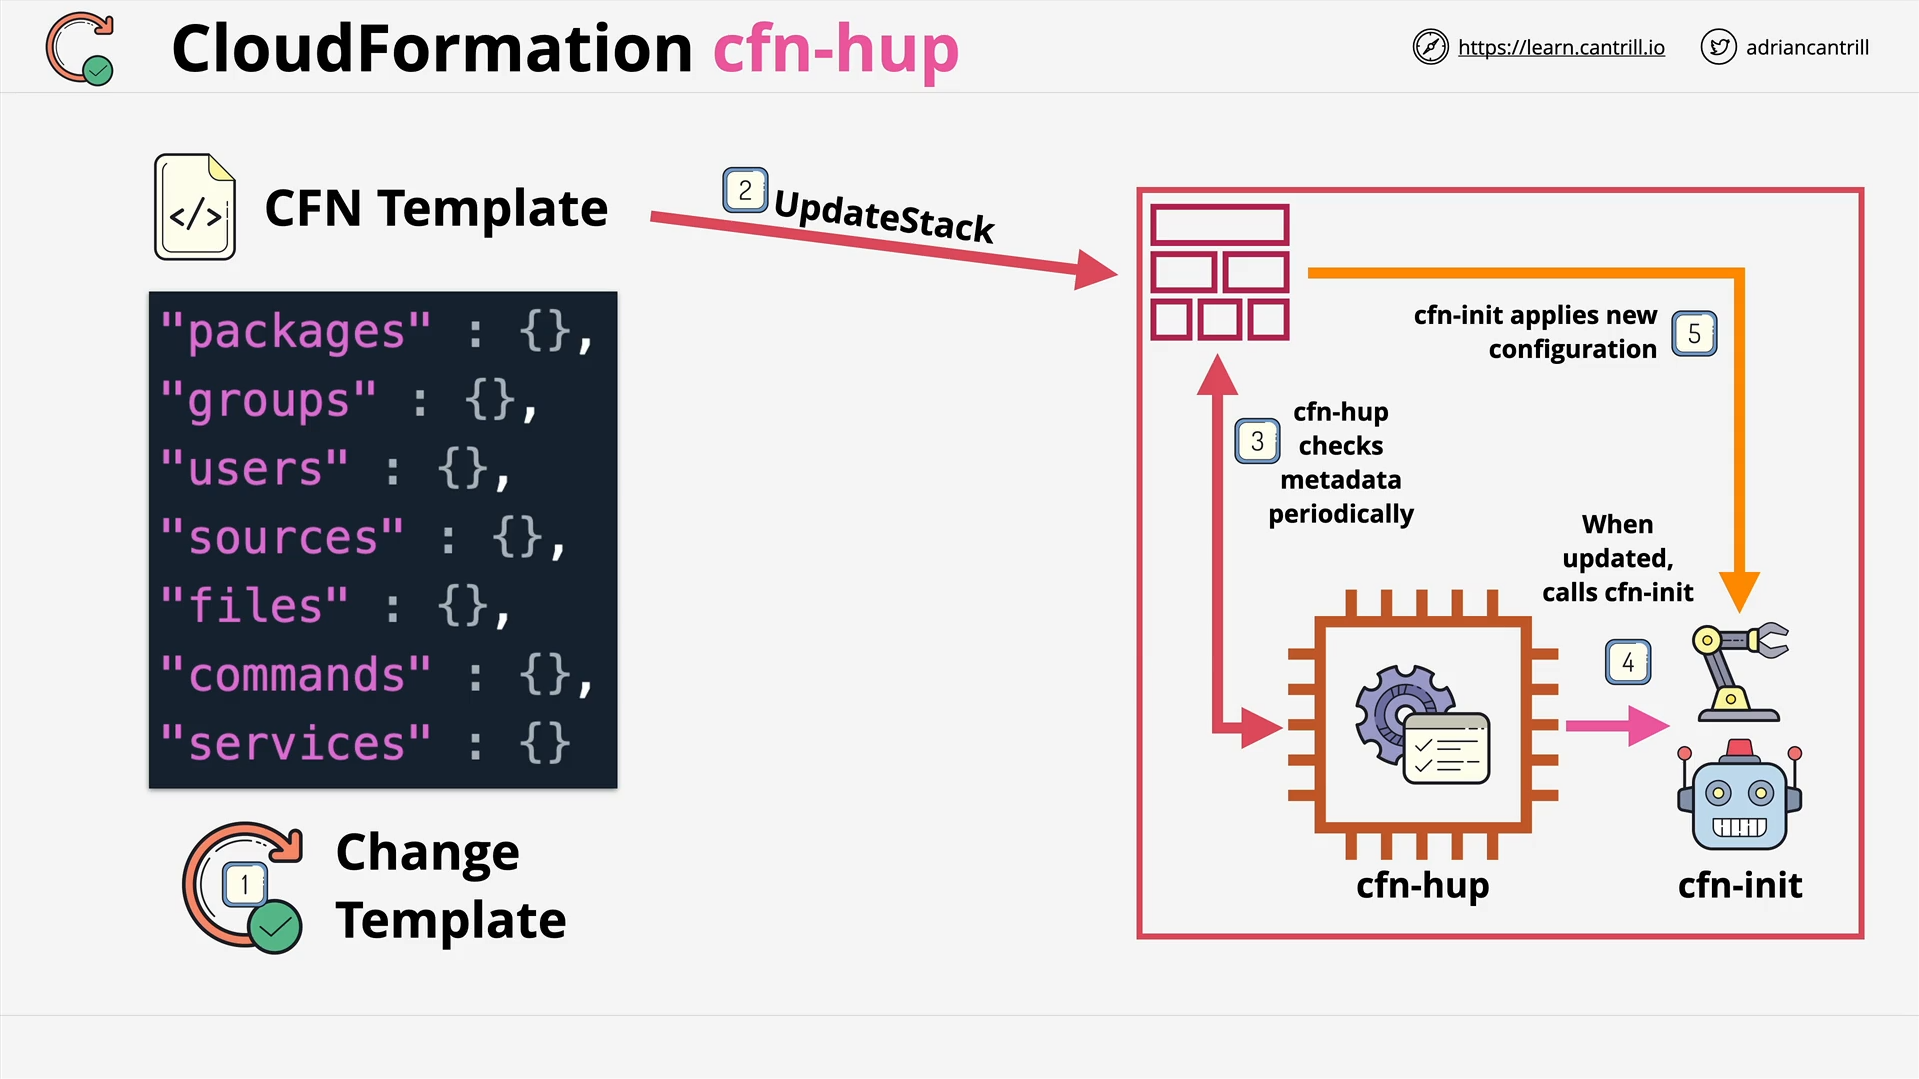 CloudFormation cfn-hup
https://learn.cantrill.io
adriancantrill
</>
CFN Template
2
UpdateStack
"packages" : {},
"groups" : {},
"users" : {},
"sources" : {},
"files" : {},
"commands" : {},
"services" : {}
1
Change
Template
cfn-init applies new
configuration
5
3
cfn-hup
checks
metadata
periodically
When
updated,
calls cfn-init
4
cfn-hup
cfn-init